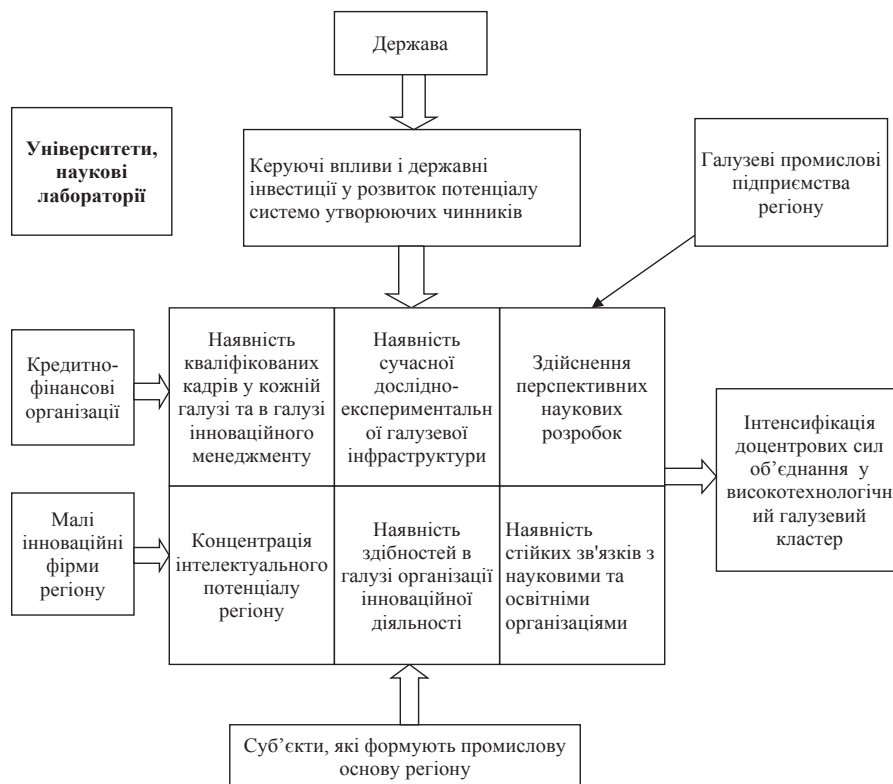 Держава
Університети,
наукові
лабораторії
Керуючі впливи і державні
інвестиції у розвиток потенціалу
системо утворюючих чинників
Галузеві промислові
підприємства
регіону
Кредитно-
фінансові
організації
Наявність
кваліфікованих
кадрів у кожній
галузі та в галузі
інноваційного
менеджменту
Наявність
сучасної
дослідно-
експериментальн
ої галузевої
інфраструктури
Здійснення
перспективних
наукових
розробок
Інтенсифікація
доцентрових сил
об’єднання у
високотехнологічн
ий галузевий
кластер
Малі
інноваційні
фірми
регіону
Концентрація
інтелектуального
потенціалу
регіону
Наявність
здібностей в
галузі організації
інноваційної
діяльності
Наявність
стійких зв'язків з
науковими та
освітніми
організаціями
Суб’єкти, які формують промислову
основу регіону